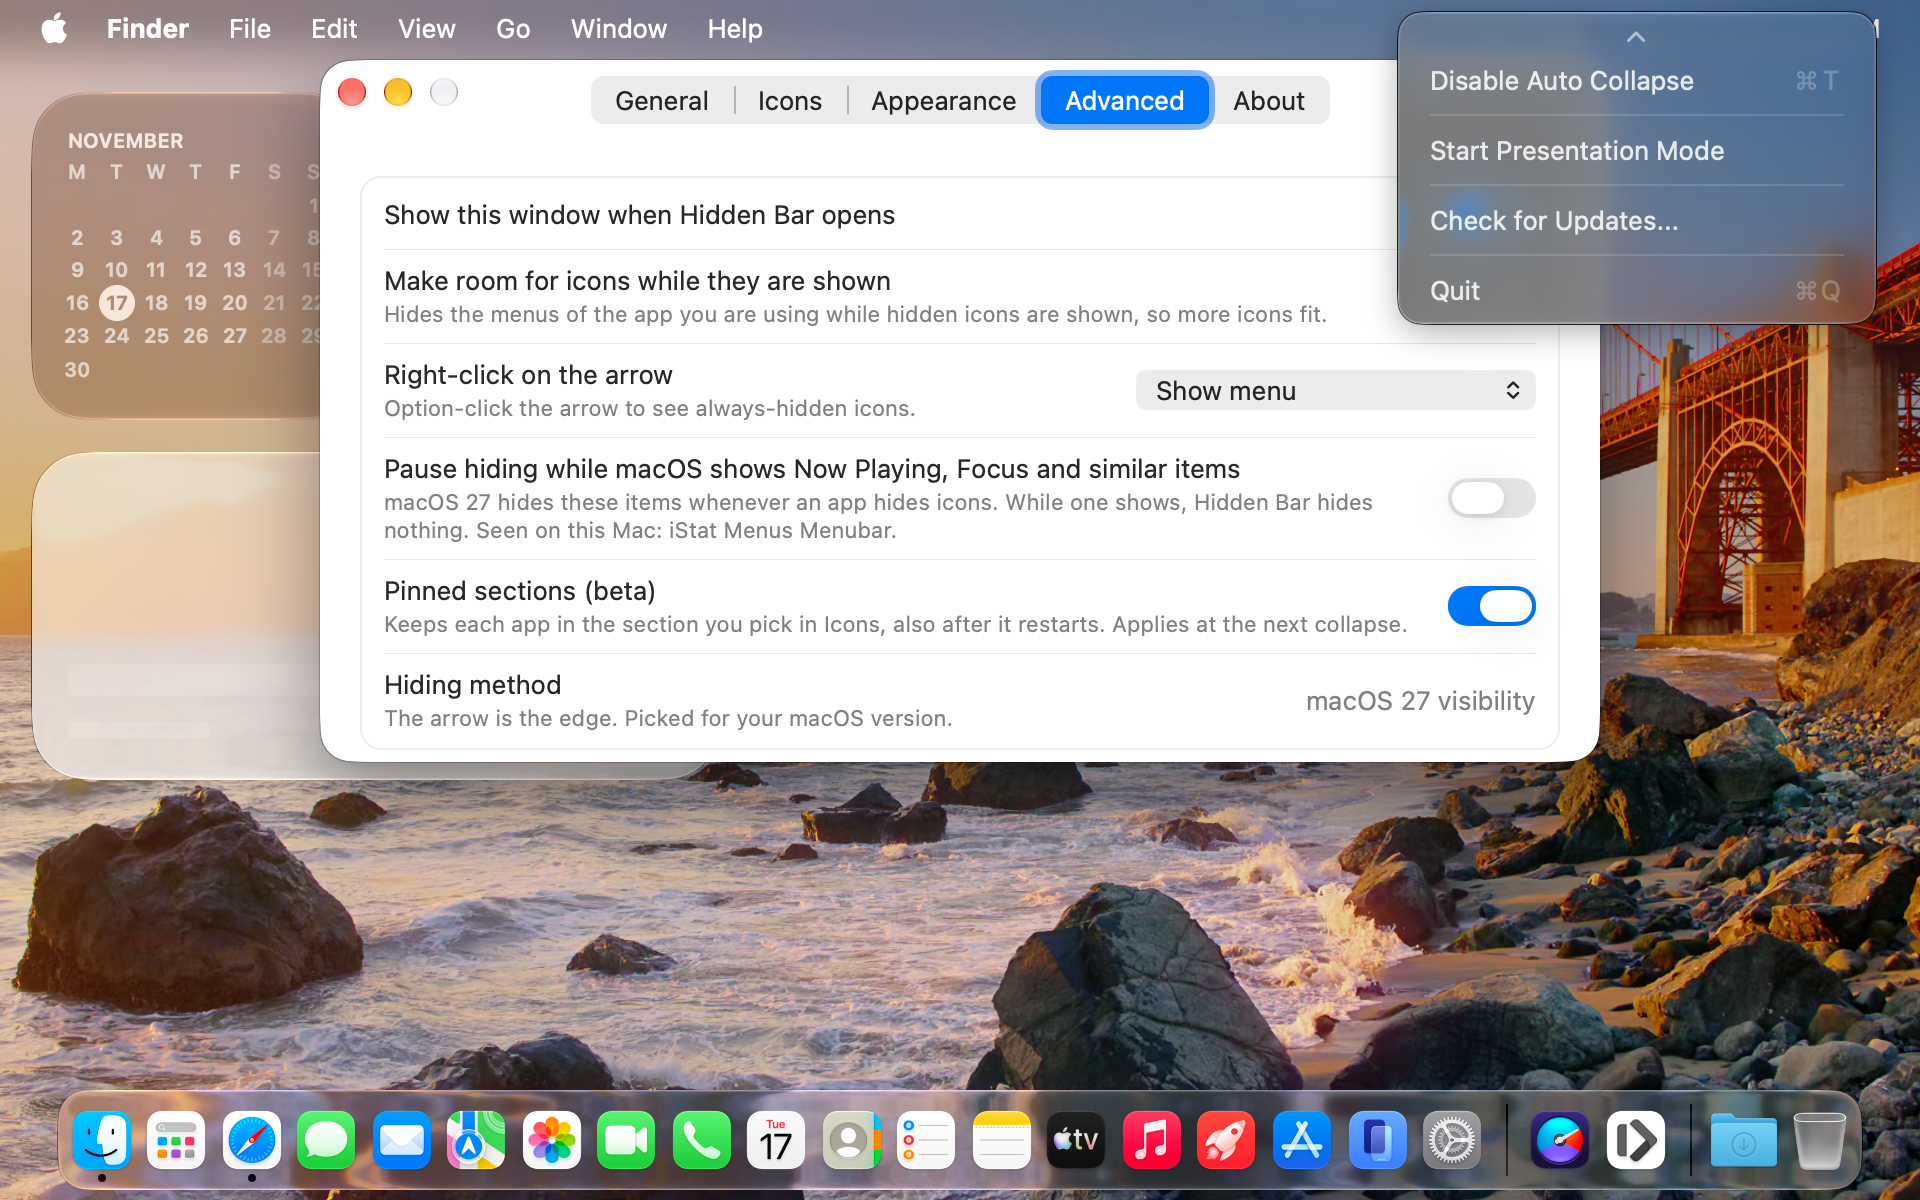 Finder File Edit View Go Window Help
Disable Auto Collapse ⌘T
Start Presentation Mode
Check for Updates...
Quit ⌘Q
General Icons Appearance Advanced About
Show this window when Hidden Bar opens
Make room for icons while they are shown
Hides the menus of the app you are using while hidden icons are shown, so more icons fit.
Right-click on the arrow
Option-click the arrow to see always-hidden icons.
Show menu
Pause hiding while macOS shows Now Playing, Focus and similar items
macOS 27 hides these items whenever an app hides icons. While one shows, Hidden Bar hides
nothing. Seen on this Mac: iStat Menus Menubar.
Pinned sections (beta)
Keeps each app in the section you pick in Icons, also after it restarts. Applies at the next collapse.
Hiding method
The arrow is the edge. Picked for your macOS version.
macOS 27 visibility
NOVEMBER
M T W T F S S
1
2 3 4 5 6 7 8
9 10 11 12 13 14 15
16 17 18 19 20 21 22
23 24 25 26 27 28 29
30
Tue
17
tv